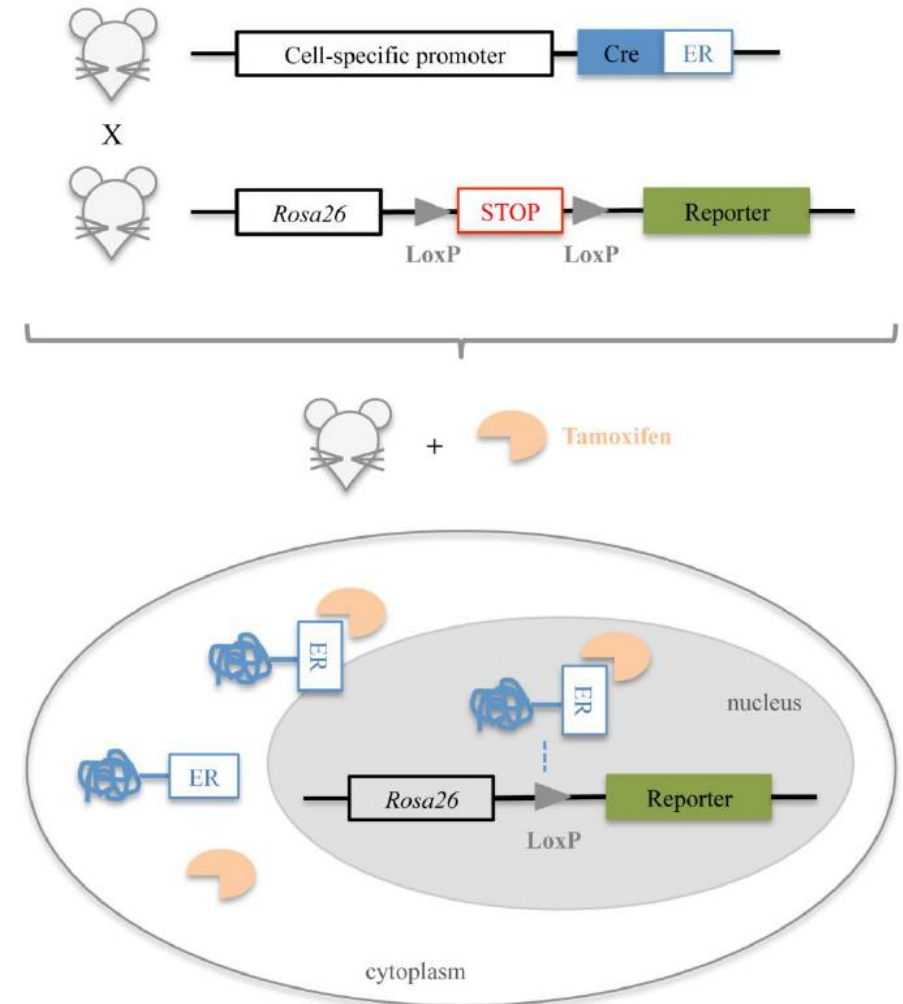 Cell-specific promoter Cre ER
X
Rosa26 STOP Reporter
LoxP LoxP
+ Tamoxifen
ER
ER
nucleus
ER
Rosa26 Reporter
LoxP
cytoplasm